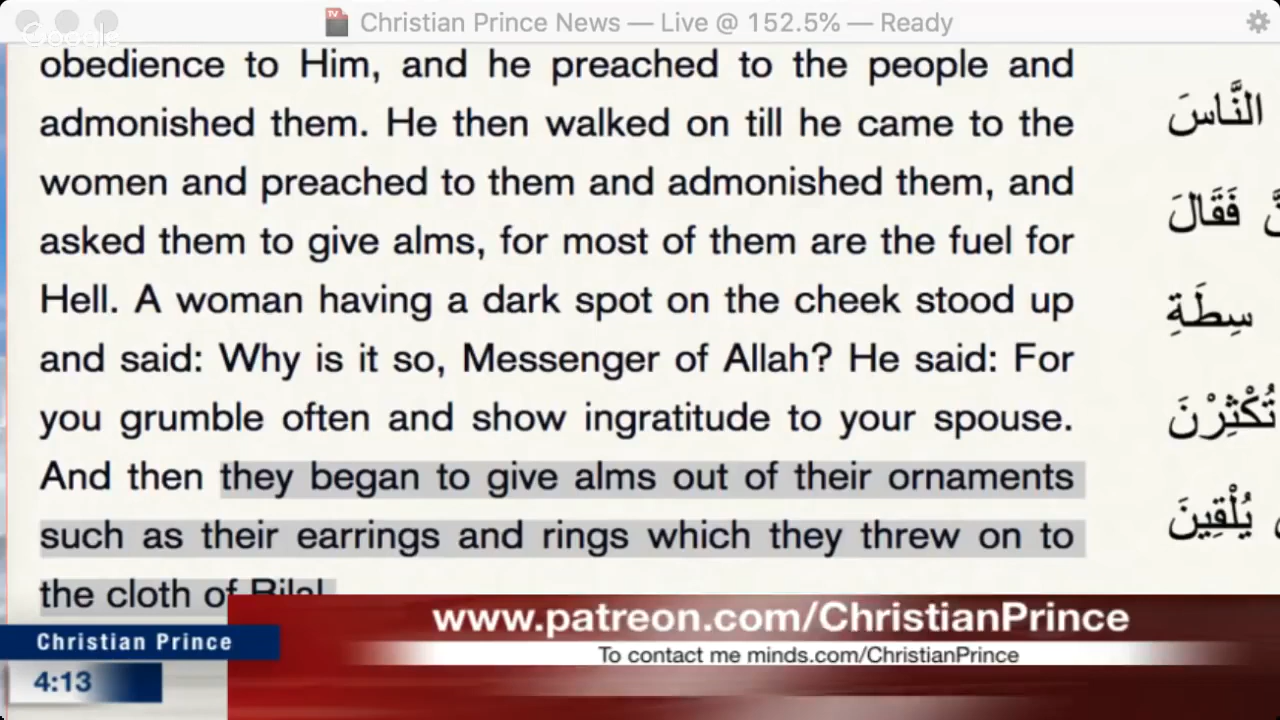 Google
Christian Prince News — Live @ 152.5% — Ready
obedience to Him, and he preached to the people and
admonished them. He then walked on till he came to the
women and preached to them and admonished them, and
asked them to give alms, for most of them are the fuel for
Hell. A woman having a dark spot on the cheek stood up
and said: Why is it so, Messenger of Allah? He said: For
you grumble often and show ingratitude to your spouse.
And then they began to give alms out of their ornaments
such as their earrings and rings which they threw on to
the cloth of Bilal
النَّاسَ
فَقَالَ
سِطَةِ
تُكْثِرْنَ
يُلْقِينَ
www.patreon.com/ChristianPrince
To contact me minds.com/ChristianPrince
Christian Prince
4:13